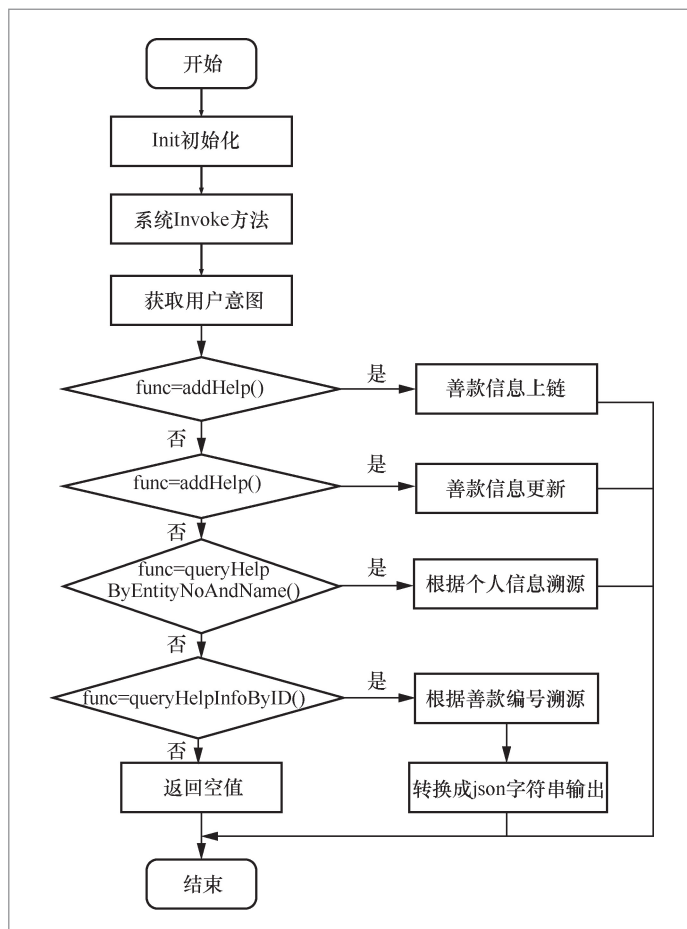 开始
Init初始化
系统Invoke方法
获取用户意图
func=addHelp()
是
善款信息上链
否
func=addHelp()
是
善款信息更新
否
func=queryHelp
ByEntityNoAndName()
是
根据个人信息溯源
否
func=queryHelpInfoByID()
是
根据善款编号溯源
否
返回空值
转换成json字符串输出
结束